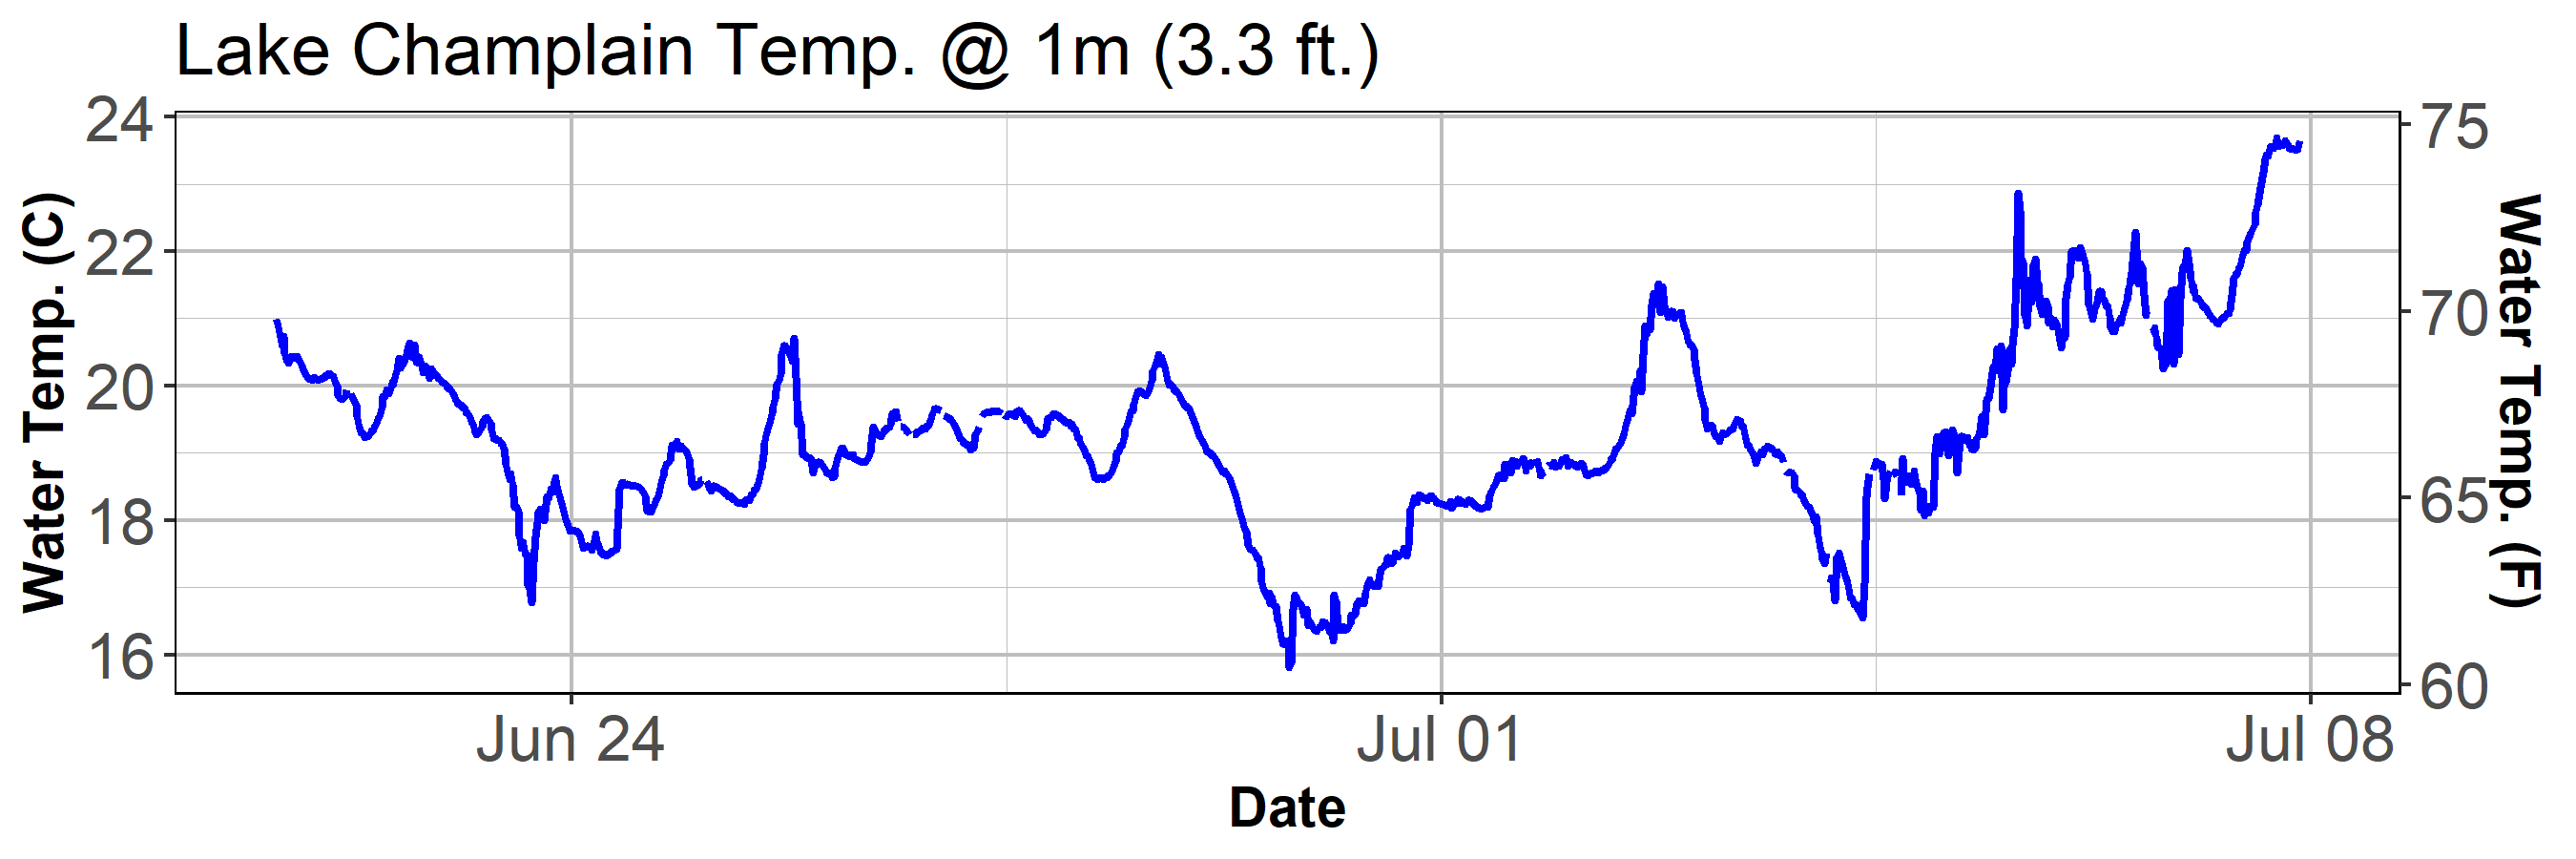 Lake Champlain Temp. @ 1m (3.3 ft.)
Water Temp. (C)
24
22
20
18
16
75
70
65
60
Water Temp. (F)
Jun 24
Jul 01
Jul 08
Date